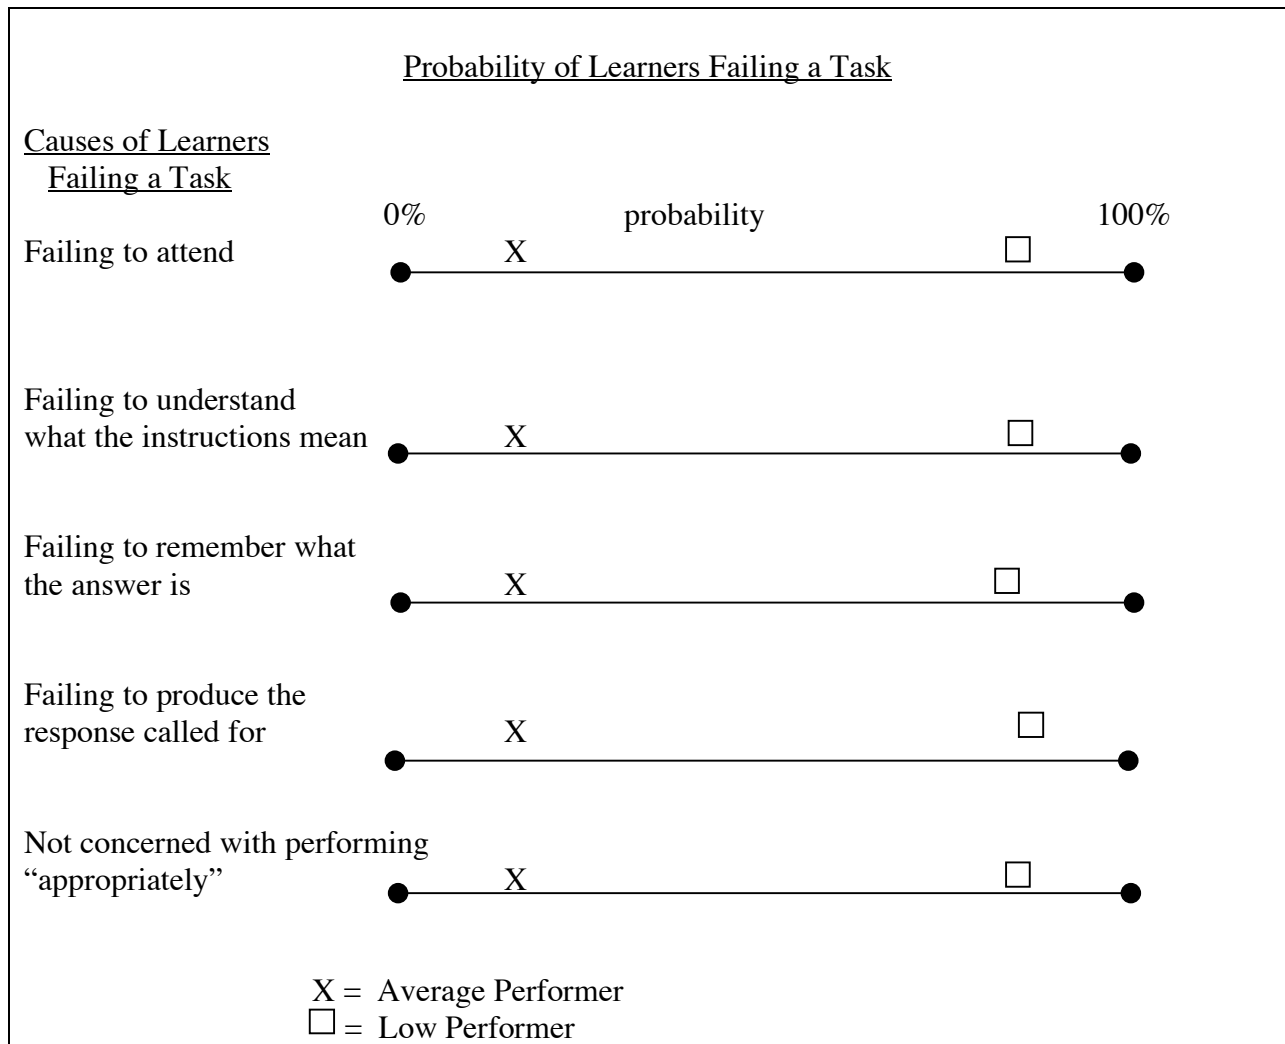 Probability of Learners Failing a Task
Causes of Learners
Failing a Task
0% probability 100%
Failing to attend X
Failing to understand
what the instructions mean X
Failing to remember what
the answer is X
Failing to produce the
response called for X
Not concerned with performing
“appropriately” X
X = Average Performer
□ = Low Performer